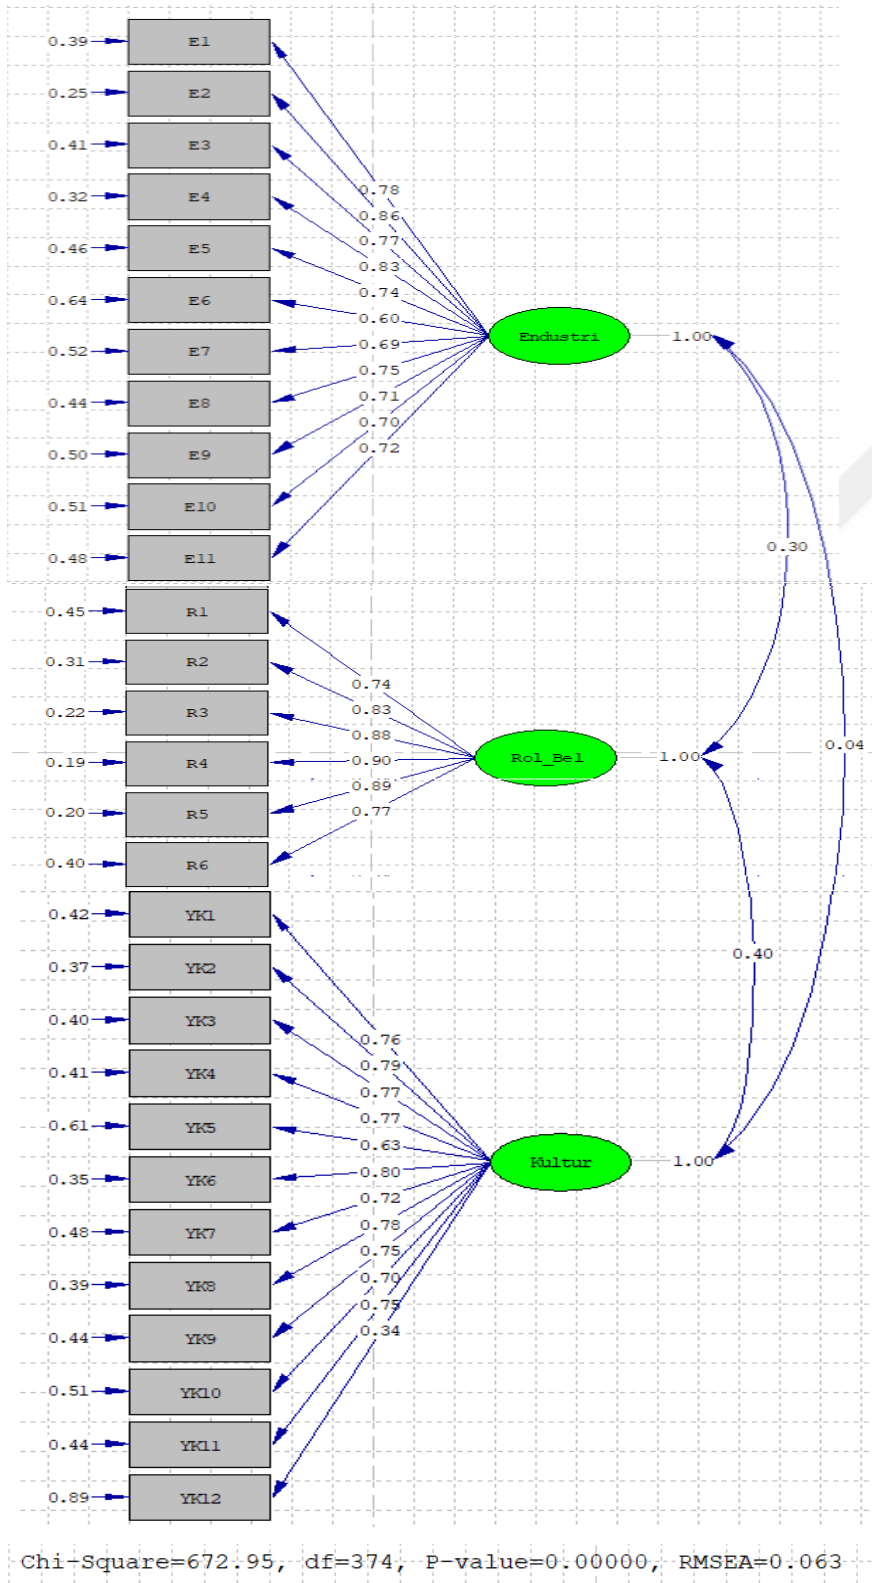 0.39 E1
0.25 E2
0.41 E3
0.32 E4
0.46 E5
0.64 E6
0.52 E7
0.44 E8
0.50 E9
0.51 E10
0.48 E11
0.78
0.86
0.77
0.83
0.74
0.60
0.69
0.75
0.71
0.70
0.72
Endustri 1.00
0.30
0.04
0.45 R1
0.31 R2
0.22 R3
0.19 R4
0.20 R5
0.40 R6
0.74
0.83
0.88
0.90
0.89
0.77
Rol_Bel 1.00
0.40
0.42 YK1
0.37 YK2
0.40 YK3
0.41 YK4
0.61 YK5
0.35 YK6
0.48 YK7
0.39 YK8
0.44 YK9
0.51 YK10
0.44 YK11
0.89 YK12
0.76
0.79
0.77
0.77
0.63
0.80
0.72
0.78
0.75
0.70
0.75
0.34
Kultur 1.00
Chi-Square=672.95, df=374, P-value=0.00000, RMSEA=0.063